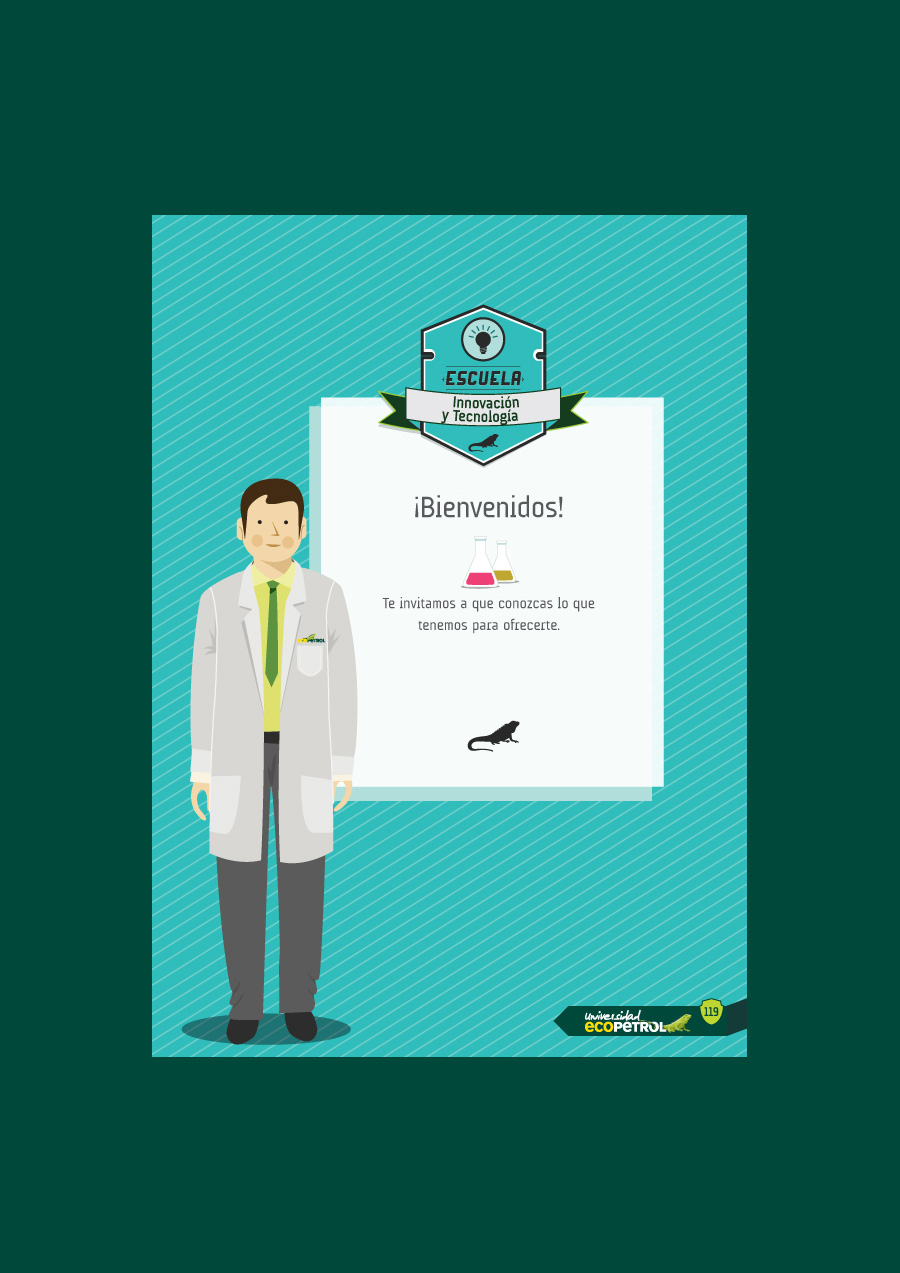 ESCUELA
Innovación
y Tecnología
¡Bienvenidos!
Te invitamos a que conozcas lo que
tenemos para ofrecerte.
ecoPETROL
universidad
ecoPETROL
119